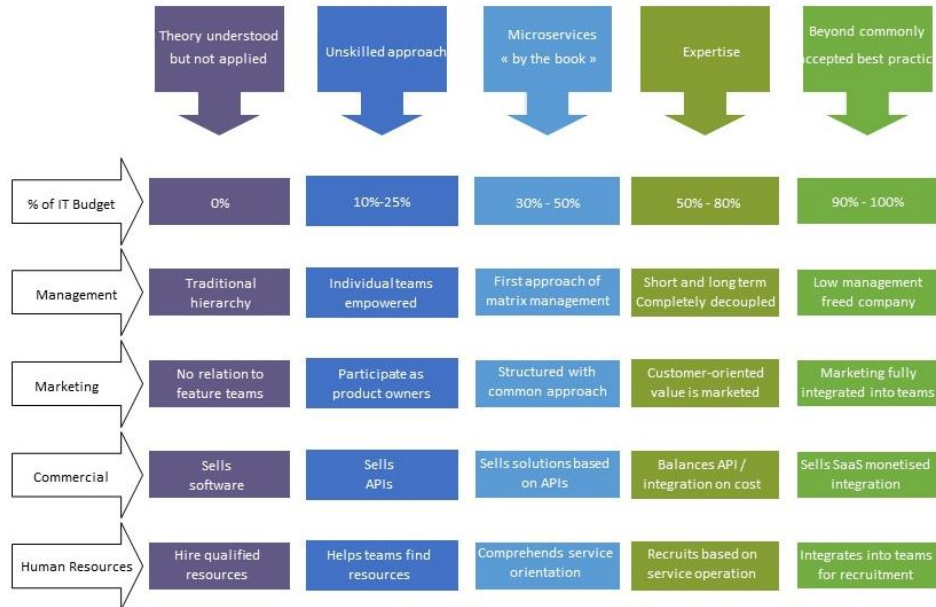 Theory understood
but not applied
Unskilled approach
Microservices
« by the book »
Expertise
Beyond commonly
accepted best practic
% of IT Budget
0%
10%-25%
30% - 50%
50% - 80%
90% - 100%
Management
Traditional
hierarchy
Individual teams
empowered
First approach of
matrix management
Short and long term
Completely decoupled
Low management
freed company
Marketing
No relation to
feature teams
Participate as
product owners
Structured with
common approach
Customer-oriented
value is marketed
Marketing fully
integrated into teams
Commercial
Sells
software
Sells
APIs
Sells solutions based
on APIs
Balances API /
integration on cost
Sells SaaS monetised
integration
Human Resources
Hire qualified
resources
Helps teams find
resources
Comprehends service
orientation
Recruits based on
service operation
Integrates into teams
for recruitment